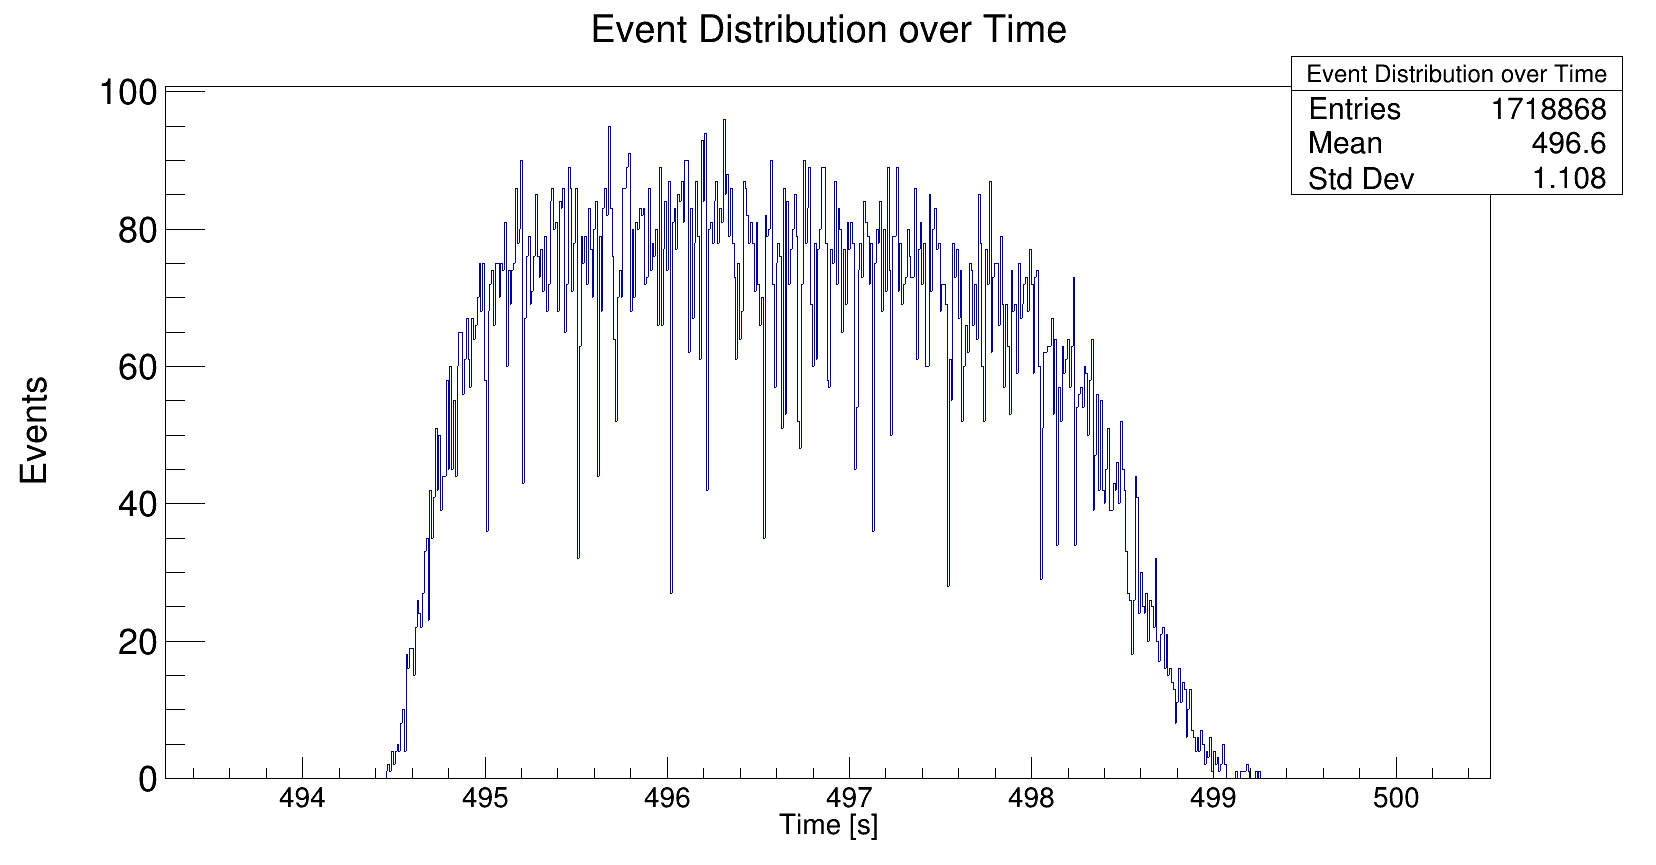 Event Distribution over Time
Event Distribution over Time
Entries 1718868
Mean 496.6
Std Dev 1.108
100
80
60
40
20
0
Events
494 495 496 497 498 499 500
Time [s]